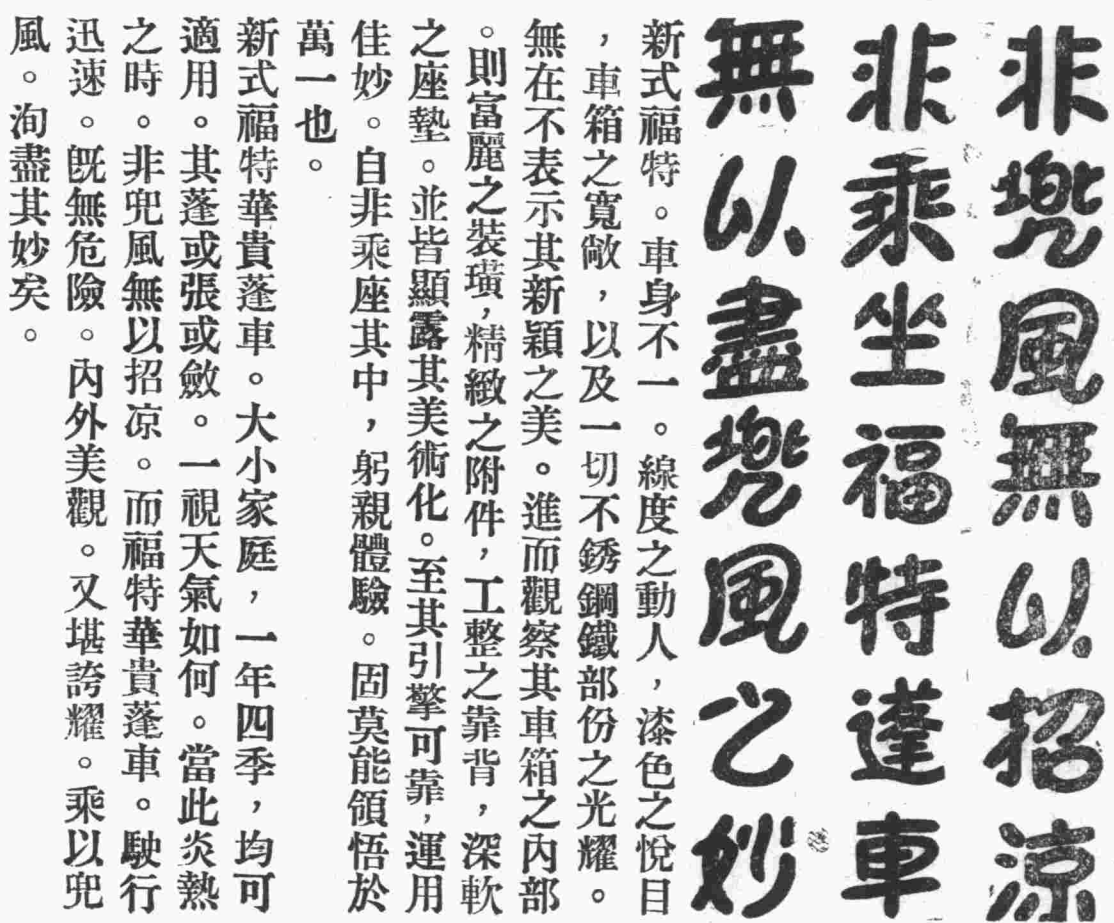 非兜風無以招涼
非乘坐福特蓬車
無以盡兜風之妙
新式福特。車身不一。線度之動人，漆色之悅目
，車箱之寬敞，以及一切不銹鋼鐵部份之光耀。
無在不表示其新穎之美。進而觀察其車箱之內部
。則富麗之裝璜，精緻之附件，工整之靠背，深軟
之座墊。並皆顯露其美術化。至其引擎可靠，運用
佳妙。自非乘座其中，躬親體驗。固莫能領悟於
萬一也。
新式福特華貴蓬車。大小家庭，一年四季，均可
適用。其蓬或張或斂。一視天氣如何。當此炎熱
之時。非兜風無以招凉。而福特華貴蓬車。駛行
迅速。旣無危險。內外美觀。又堪誇耀。乘以兜
風。洵盡其妙矣。